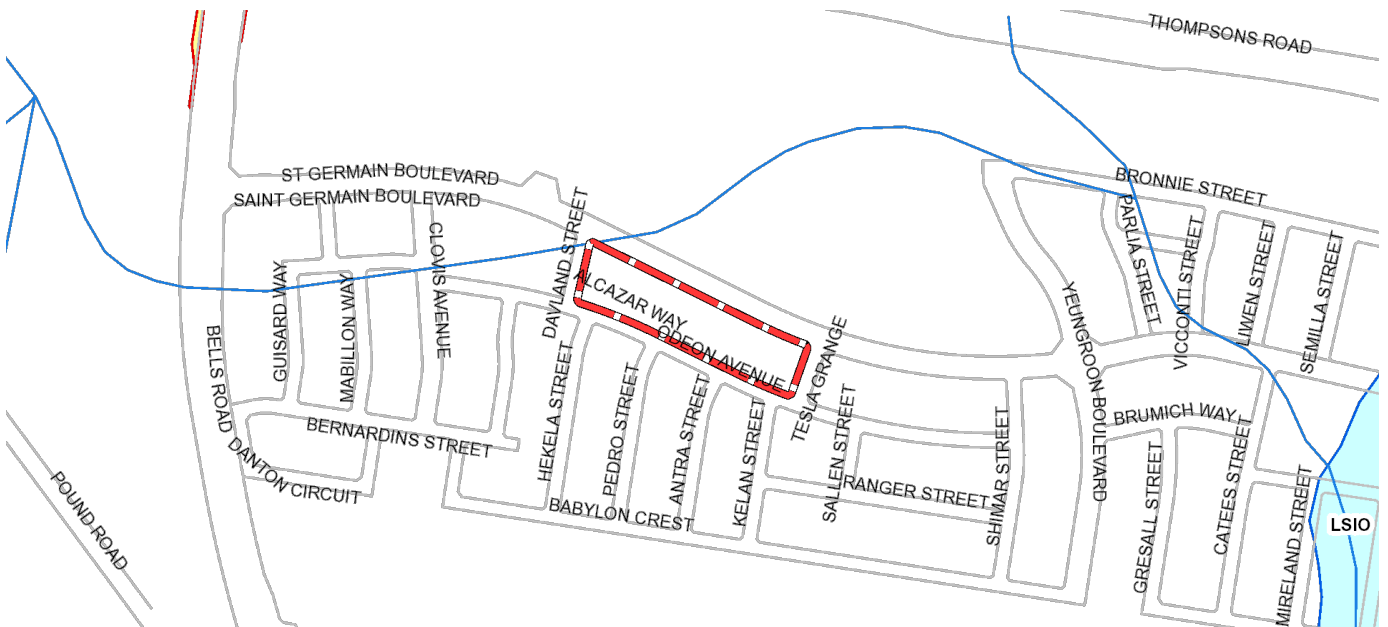 THOMPSONS ROAD
ST GERMAIN BOULEVARD
SAINT GERMAIN BOULEVARD
BRONNIE STREET
DAVLAND STREET
CLOVIS AVENUE
PARLIA STREET
VICCONTI STREET
LIWEN STREET
SEMILLA STREET
GUISARD WAY
MABILLON WAY
ALCAZAR WAY
ODEON AVENUE
YEUNGROON BOULEVARD
BELLS ROAD
TESLA GRANGE
HEKELA STREET
PEDRO STREET
ANTRA STREET
KELAN STREET
SALLEN STREET
SHIMAR STREET
BRUMICH WAY
BERNARDINS STREET
DANTON CIRCUIT
RANGER STREET
GRESALL STREET
CATEES STREET
MIRELAND STREET
POUND ROAD
BABYLON CREST
LSIO